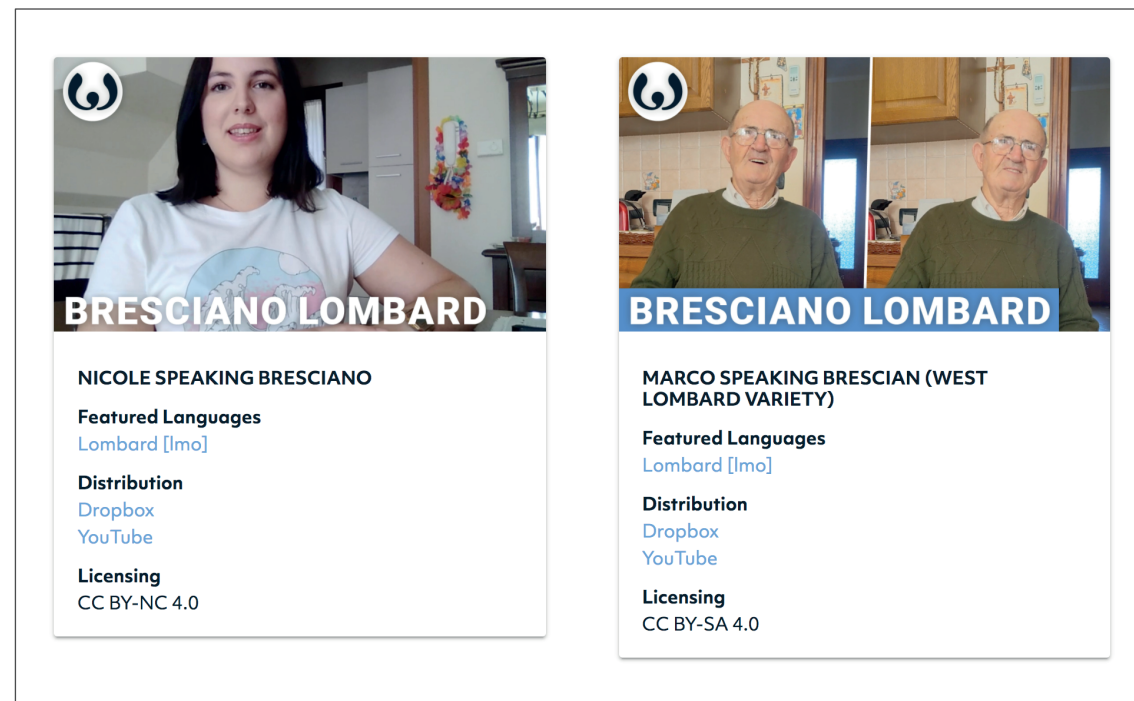 BRESCIANO LOMBARD
NICOLE SPEAKING BRESCIANO
Featured Languages
Lombard [lmo]
Distribution
Dropbox
YouTube
Licensing
CC BY-NC 4.0
BRESCIANO LOMBARD
MARCO SPEAKING BRESCIAN (WEST
LOMBARD VARIETY)
Featured Languages
Lombard [lmo]
Distribution
Dropbox
YouTube
Licensing
CC BY-SA 4.0